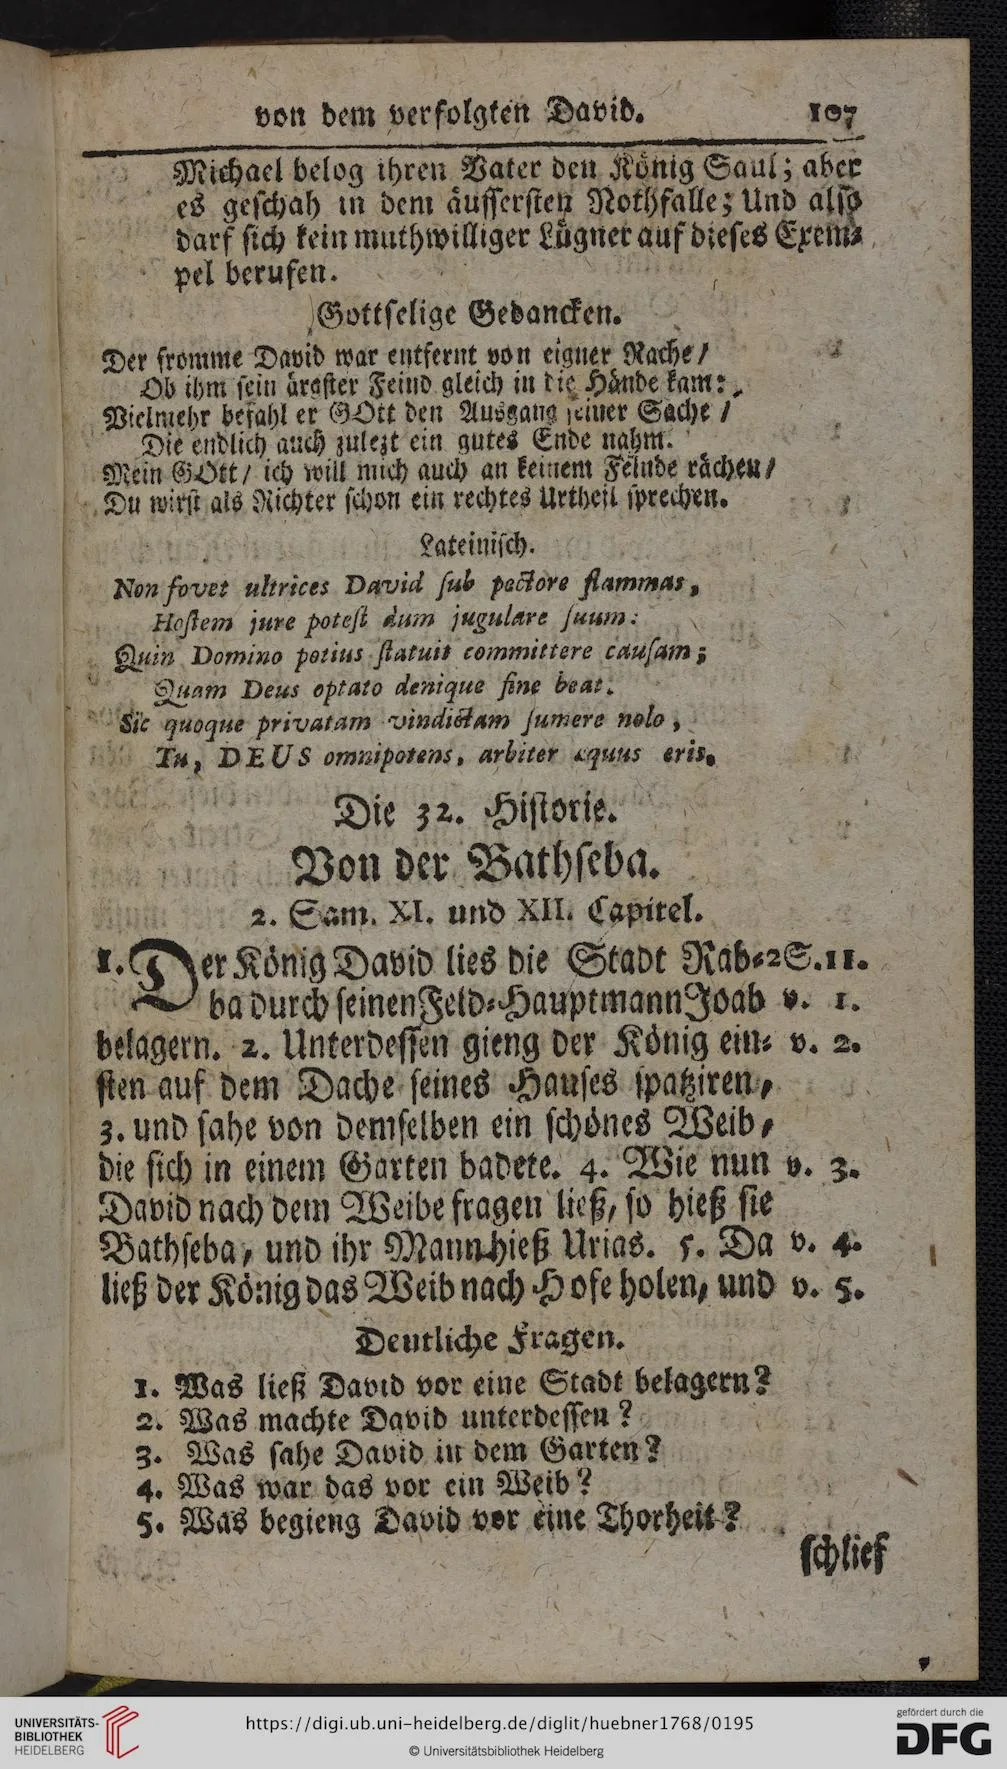 von dem verfolgten David. 107
Michael belog ihren Vater den König Saul; aber
es geschah in dem äussersten Nothfalle; Und also
darf sich kein muthwilliger Lügner auf dieses Exem-
pel berufen.
Gottselige Gedancken.
Der fromme David war entfernt von eigner Rache/
Ob ihm sein ärgster Feind gleich in die Hände kam:
Vielmehr befahl er GOtt den Ausgang seiner Sache /
Die endlich auch zulezt ein gutes Ende nahm.
Mein GOtt/ ich will mich auch an keinem Feinde rächen/
Du wirst als Richter schon ein rechtes Urtheil sprechen.
Lateinisch.
Non fovet ultrices David sub pectore flammas,
Hostem jure potest dum jugulare suum:
Quin Domino potius statuit committere causam;
Quam Deus optato denique fine beat.
Sic quoque privatam vindictam sumere nolo,
Tu, DEUS omnipotens, arbiter æquus eris.
Die 32. Historie.
Von der Bathseba.
2. Sam. XI. und XII. Capitel.
1. Der König David lies die Stadt Rab- 2 S. 11.
ba durch seinen Feld-Hauptmann Joab v. 1.
belagern. 2. Unterdessen gieng der König ein- v. 2.
sten auf dem Dache seines Hauses spatziren,
3. und sahe von demselben ein schönes Weib,
die sich in einem Garten badete. 4. Wie nun v. 3.
David nach dem Weibe fragen ließ, so hieß sie
Bathseba, und ihr Mann hieß Urias. 5. Da v. 4.
ließ der König das Weib nach Hofe holen, und v. 5.
Deutliche Fragen.
1. Was ließ David vor eine Stadt belagern?
2. Was machte David unterdessen?
3. Was sahe David in dem Garten?
4. Was war das vor ein Weib?
5. Was begieng David vor eine Thorheit?
schlief
UNIVERSITÄTS-
BIBLIOTHEK
HEIDELBERG
https://digi.ub.uni-heidelberg.de/diglit/huebner1768/0195
© Universitätsbibliothek Heidelberg
gefördert durch die
DFG